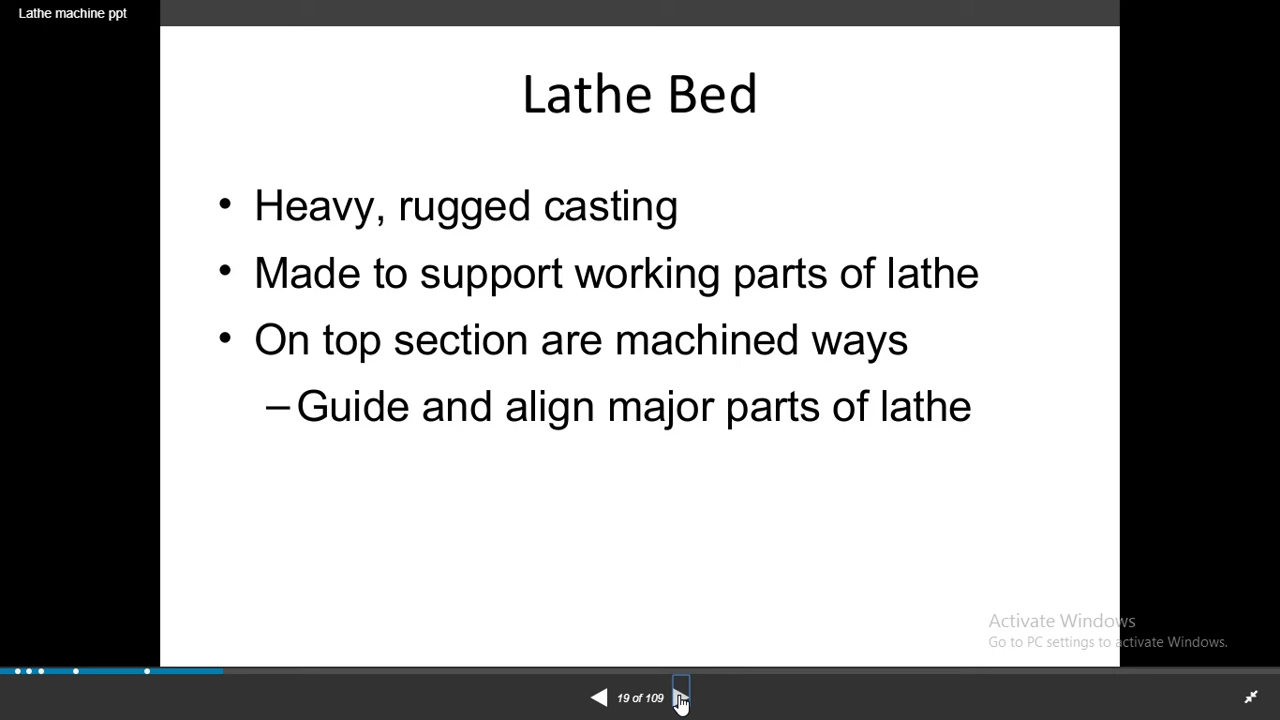 Lathe machine ppt
Lathe Bed
• Heavy, rugged casting
• Made to support working parts of lathe
• On top section are machined ways
– Guide and align major parts of lathe
Activate Windows
Go to PC settings to activate Windows.
19 of 109